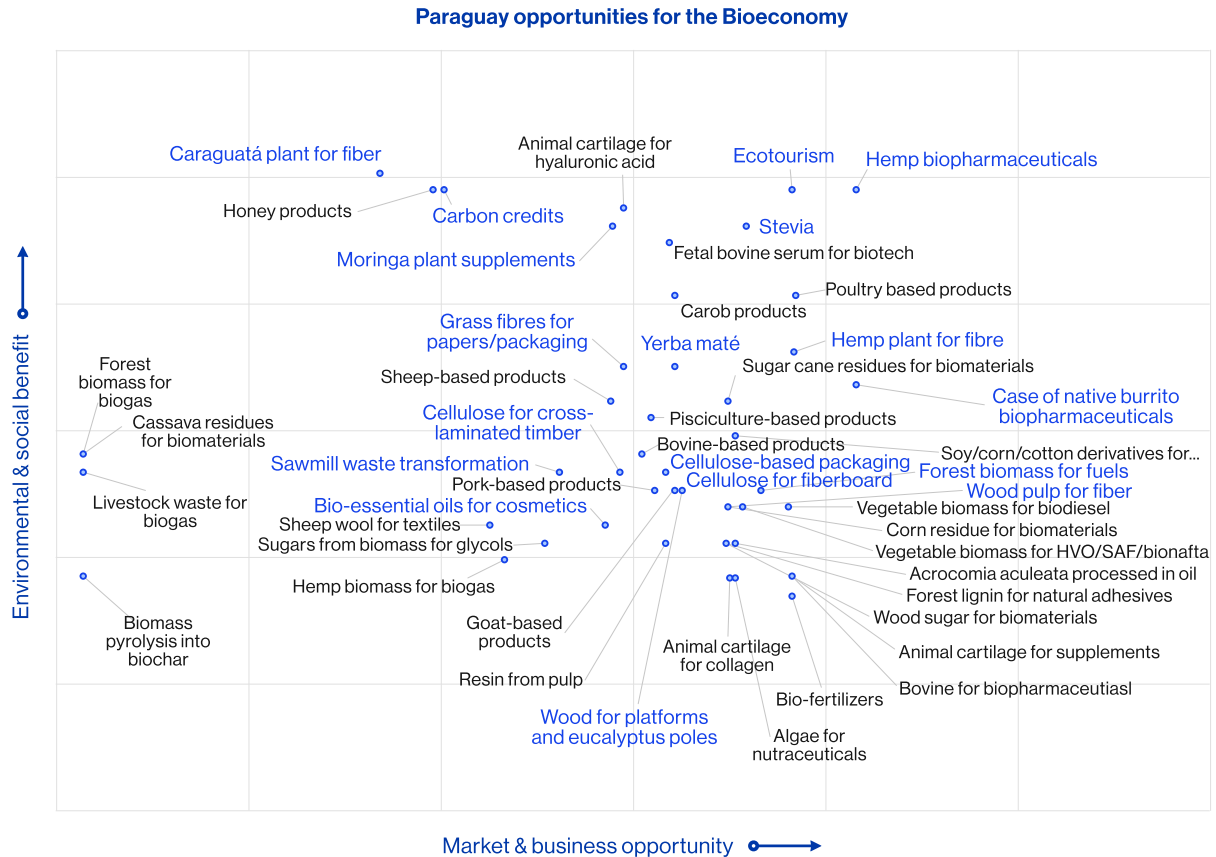 Paraguay opportunities for the Bioeconomy
Animal cartilage for
hyaluronic acid
Caraguatá plant for fiber
Ecotourism
Hemp biopharmaceuticals
Honey products
Carbon credits
Stevia
Moringa plant supplements
Fetal bovine serum for biotech
Poultry based products
Carob products
Grass fibres for
papers/packaging
Yerba maté
Hemp plant for fibre
Forest
biomass for
biogas
Sheep-based products
Sugar cane residues for biomaterials
Case of native burrito
biopharmaceuticals
Cassava residues
for biomaterials
Cellulose for cross-
laminated timber
Pisciculture-based products
Bovine-based products
Soy/corn/cotton derivatives for...
Sawmill waste transformation
Cellulose-based packaging
Forest biomass for fuels
Pork-based products
Cellulose for fiberboard
Wood pulp for fiber
Livestock waste for
biogas
Bio-essential oils for cosmetics
Vegetable biomass for biodiesel
Sheep wool for textiles
Corn residue for biomaterials
Sugars from biomass for glycols
Vegetable biomass for HVO/SAF/bionafta
Hemp biomass for biogas
Acrocomia aculeata processed in oil
Forest lignin for natural adhesives
Biomass
pyrolysis into
biochar
Goat-based
products
Wood sugar for biomaterials
Animal cartilage
for collagen
Animal cartilage for supplements
Resin from pulp
Bovine for biopharmaceutiasl
Bio-fertilizers
Wood for platforms
and eucalyptus poles
Algae for
nutraceuticals
Environmental & social benefit
Market & business opportunity